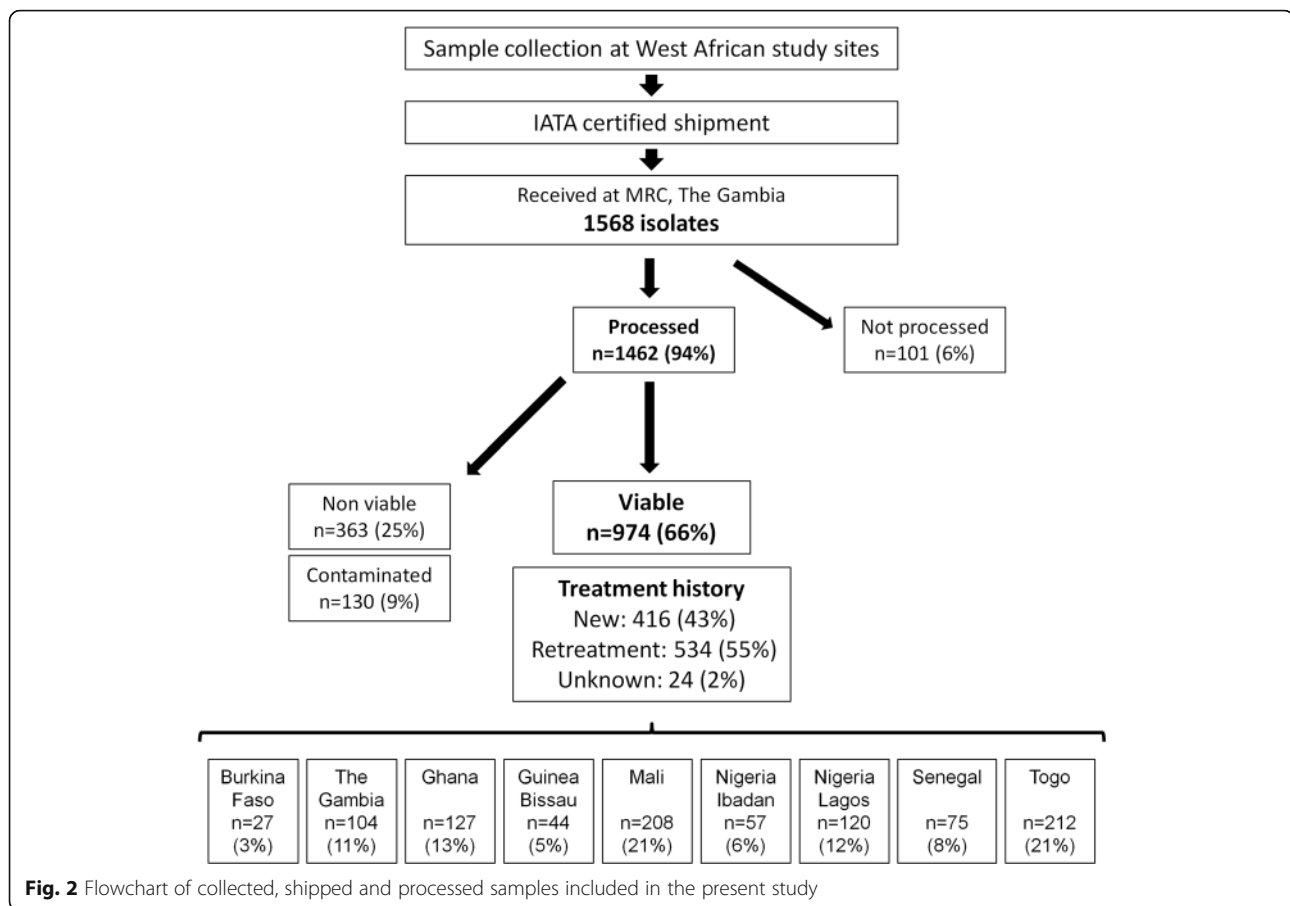 Sample collection at West African study sites
IATA certified shipment
Received at MRC, The Gambia
1568 isolates
Processed
n=1462 (94%)
Not processed
n=101 (6%)
Non viable
n=363 (25%)
Contaminated
n=130 (9%)
Viable
n=974 (66%)
Treatment history
New: 416 (43%)
Retreatment: 534 (55%)
Unknown: 24 (2%)
Burkina
Faso
n=27
(3%)
The
Gambia
n=104
(11%)
Ghana
n=127
(13%)
Guinea
Bissau
n=44
(5%)
Mali
n=208
(21%)
Nigeria
Ibadan
n=57
(6%)
Nigeria
Lagos
n=120
(12%)
Senegal
n=75
(8%)
Togo
n=212
(21%)
Fig. 2 Flowchart of collected, shipped and processed samples included in the present study